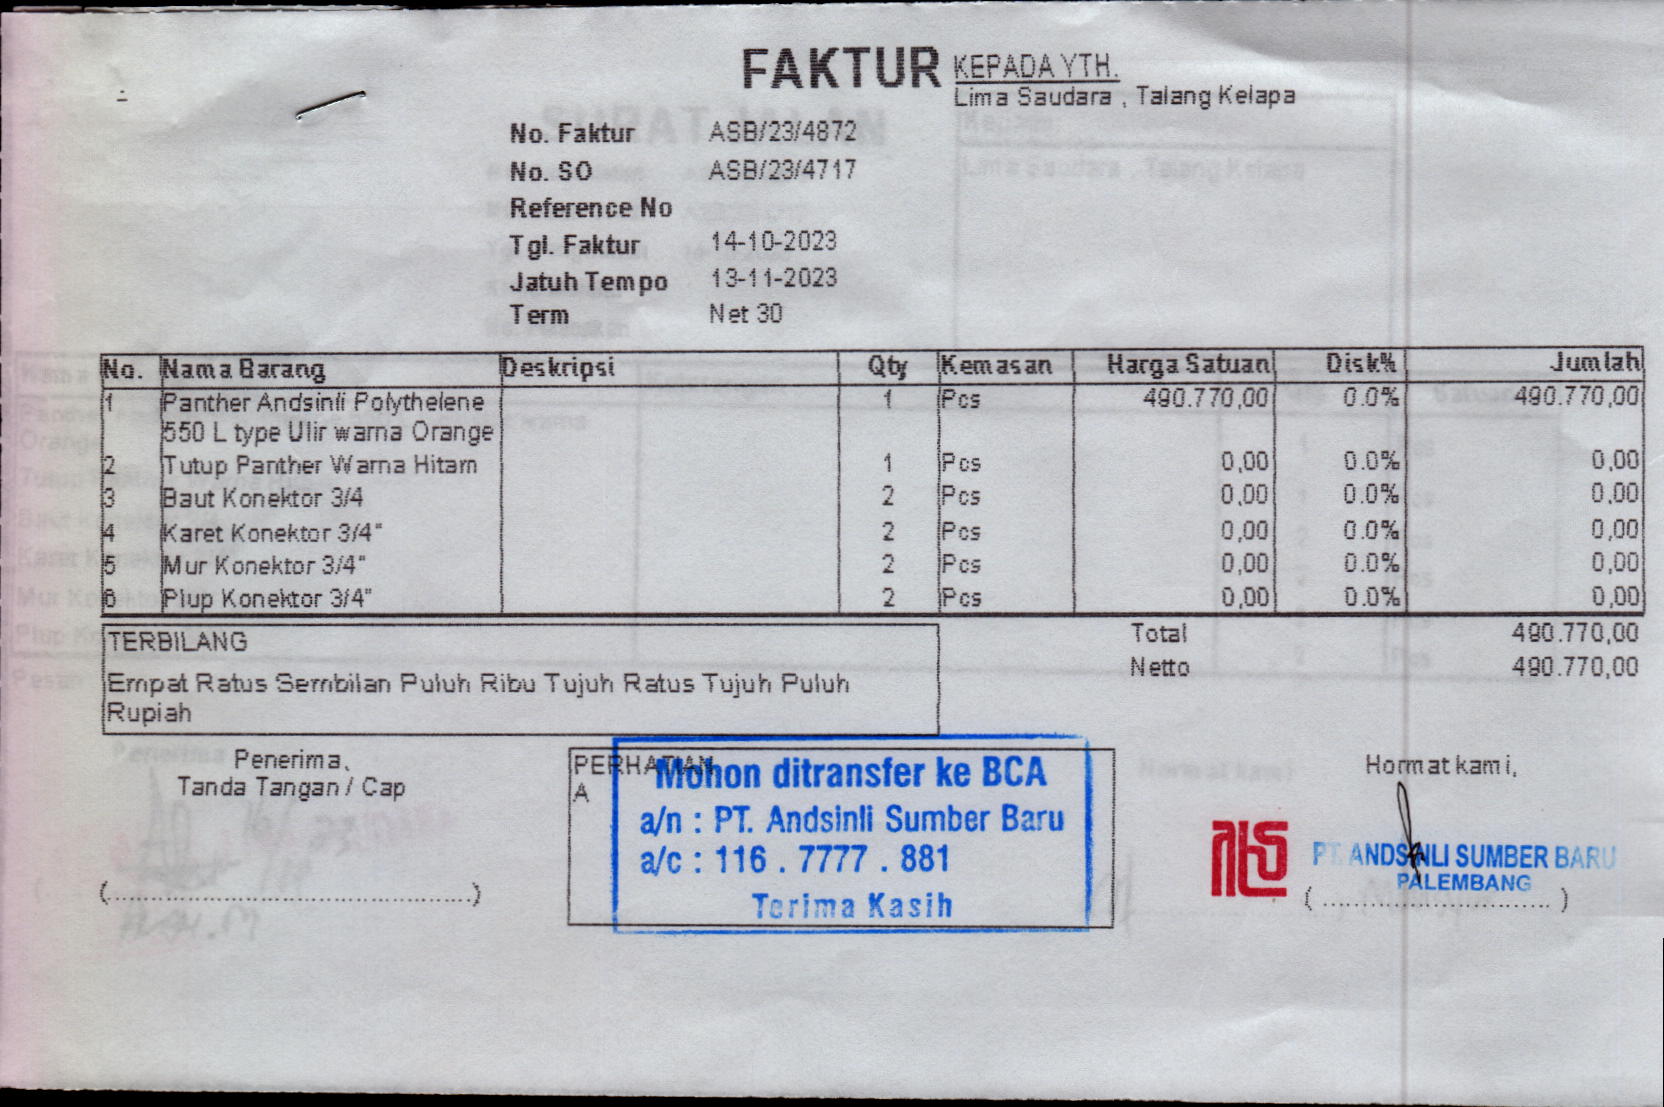 FAKTUR
KEPADA YTH.
Lima Saudara , Talang Kelapa
No. Faktur ASB/23/4872
No. SO ASB/23/4717
Reference No
Tgl. Faktur 14-10-2023
Jatuh Tempo 13-11-2023
Term Net 30
No. Nama Barang Deskripsi Qty Kemasan Harga Satuan Disk% Jumlah
1 Panther Andsinli Polythelene 1 Pcs 490.770,00 0.0% 490.770,00
550 L type Ulir warna Orange
2 Tutup Panther Warna Hitam 1 Pcs 0,00 0.0% 0,00
3 Baut Konektor 3/4 2 Pcs 0,00 0.0% 0,00
4 Karet Konektor 3/4" 2 Pcs 0,00 0.0% 0,00
5 Mur Konektor 3/4" 2 Pcs 0,00 0.0% 0,00
6 Plup Konektor 3/4" 2 Pcs 0,00 0.0% 0,00
TERBILANG
Empat Ratus Sembilan Puluh Ribu Tujuh Ratus Tujuh Puluh
Rupiah
Total 490.770,00
Netto 490.770,00
Penerima,
Tanda Tangan / Cap
(..........................................)
PERHATIAN
A
Mohon ditransfer ke BCA
a/n : PT. Andsinli Sumber Baru
a/c : 116 . 7777 . 881
Terima Kasih
Hormat kami,
PT. ANDSINLI SUMBER BARU
PALEMBANG
( .......................... )